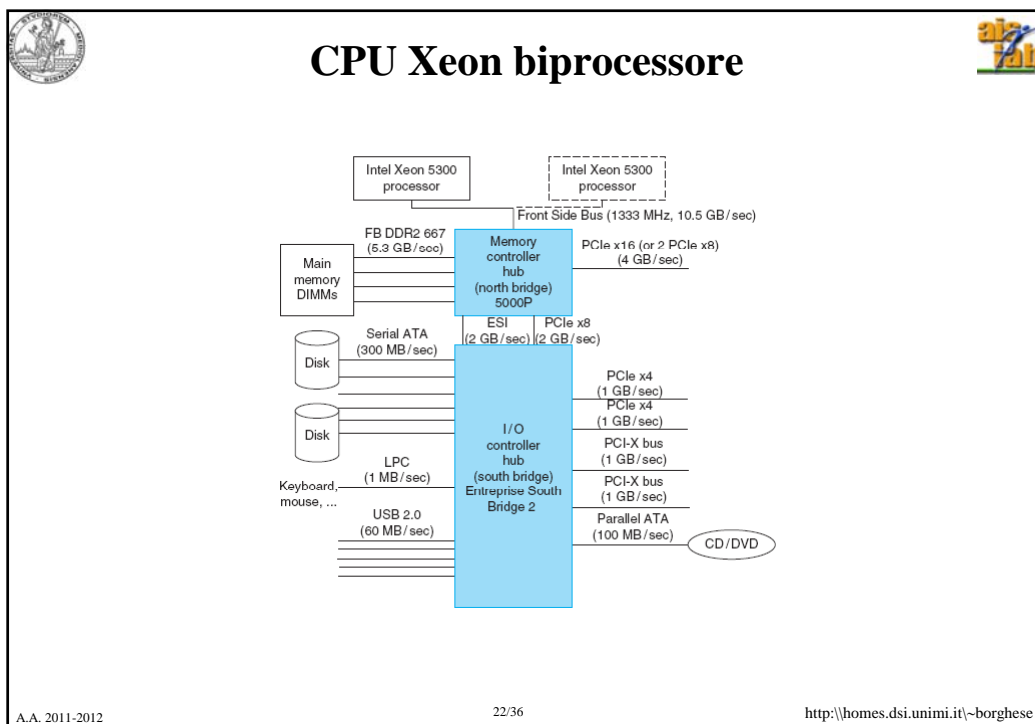 CPU Xeon biprocessore
Intel Xeon 5300
processor
Intel Xeon 5300
processor
Front Side Bus (1333 MHz, 10.5 GB/sec)
FB DDR2 667
(5.3 GB/sec)
Main
memory
DIMMs
Memory
controller
hub
(north bridge)
5000P
PCIe x16 (or 2 PCIe x8)
(4 GB/sec)
ESI
(2 GB/sec)
PCIe x8
(2 GB/sec)
Serial ATA
(300 MB/sec)
Disk
Disk
LPC
(1 MB/sec)
Keyboard,
mouse, ...
USB 2.0
(60 MB/sec)
I/O
controller
hub
(south bridge)
Entreprise South
Bridge 2
PCIe x4
(1 GB/sec)
PCIe x4
(1 GB/sec)
PCI-X bus
(1 GB/sec)
PCI-X bus
(1 GB/sec)
Parallel ATA
(100 MB/sec)
CD/DVD
A.A. 2011-2012
22/36
http:\\homes.dsi.unimi.it\~borghese